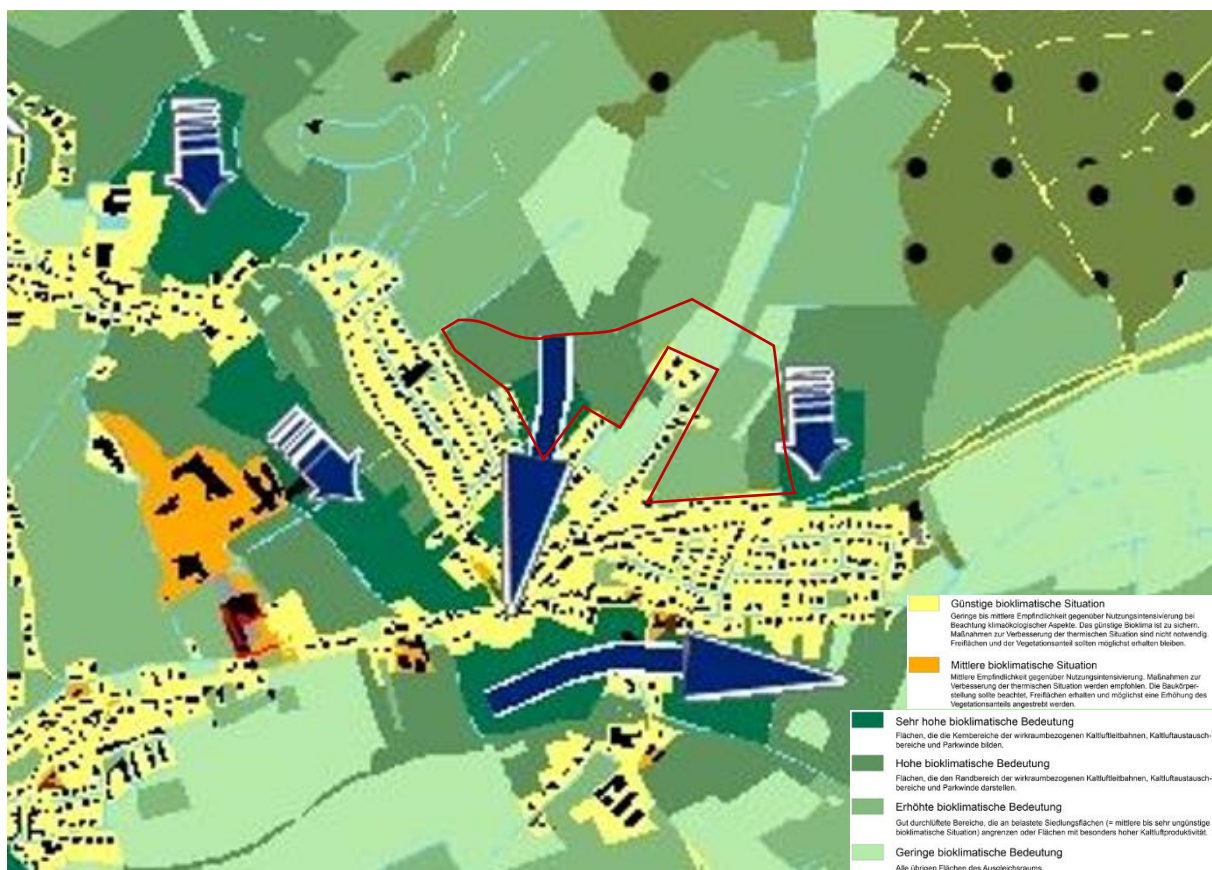 Günstige bioklimatische Situation
Geringe bis mittlere Empfindlichkeit gegenüber Nutzungsintensivierung bei
Beachtung klimaökologischer Aspekte. Das günstige Bioklima ist zu sichern.
Maßnahmen zur Verbesserung der thermischen Situation sind nicht notwendig.
Freiflächen und der Vegetationsanteil sollten möglichst erhalten bleiben.
Mittlere bioklimatische Situation
Mittlere Empfindlichkeit gegenüber Nutzungsintensivierung. Maßnahmen zur
Verbesserung der thermischen Situation werden empfohlen. Die Baukörper-
stellung sollte beachtet, Freiflächen erhalten und möglichst eine Erhöhung des
Vegetationsanteils angestrebt werden.
Sehr hohe bioklimatische Bedeutung
Flächen, die die Kernbereiche der wirkraumbezogenen Kaltluftleitbahnen, Kaltluftaustausch-
bereiche und Parkwinde bilden.
Hohe bioklimatische Bedeutung
Flächen, die den Randbereich der wirkraumbezogenen Kaltluftleitbahnen, Kaltluftaustausch-
bereiche und Parkwinde darstellen.
Erhöhte bioklimatische Bedeutung
Gut durchlüftete Bereiche, die an belastete Siedlungsflächen (= mittlere bis sehr ungünstige
bioklimatische Situation) angrenzen oder Flächen mit besonders hoher Kaltluftproduktivität.
Geringe bioklimatische Bedeutung
Alle übrigen Flächen des Ausgleichsraums.